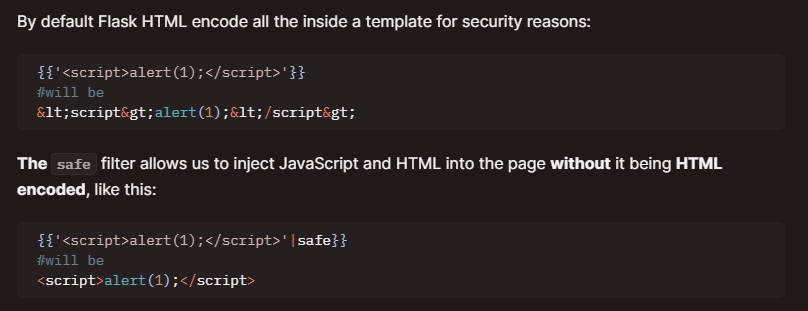 By default Flask HTML encode all the inside a template for security reasons:
{{'<script>alert(1);</script>'}}
#will be
&lt;script&gt;alert(1);&lt;/script&gt;
The safe filter allows us to inject JavaScript and HTML into the page without it being HTML
encoded, like this:
{{'<script>alert(1);</script>'|safe}}
#will be
<script>alert(1);</script>